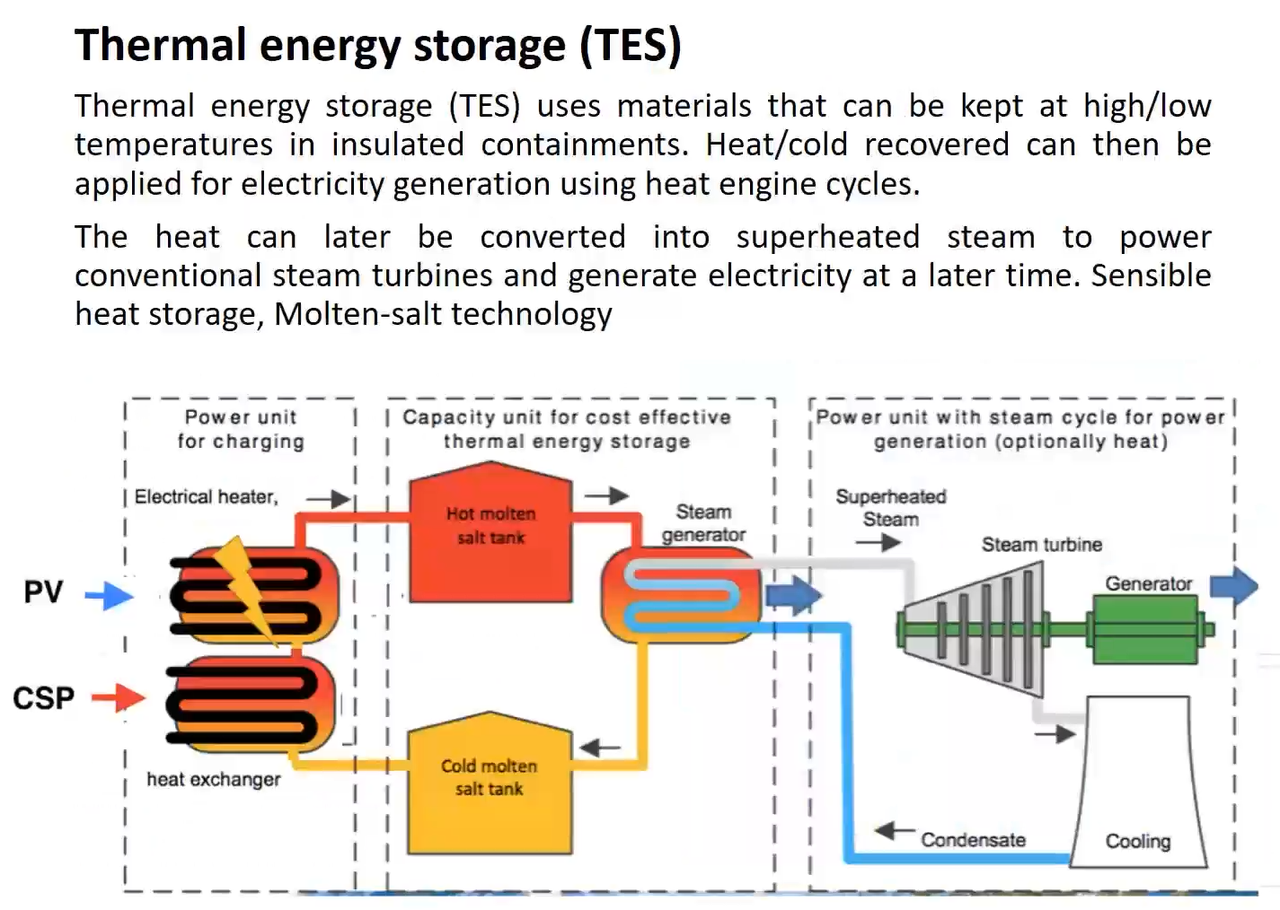 Thermal energy storage (TES)
Thermal energy storage (TES) uses materials that can be kept at high/low
temperatures in insulated containments. Heat/cold recovered can then be
applied for electricity generation using heat engine cycles.
The heat can later be converted into superheated steam to power
conventional steam turbines and generate electricity at a later time. Sensible
heat storage, Molten-salt technology
Power unit
for charging
Capacity unit for cost effective
thermal energy storage
Power unit with steam cycle for power
generation (optionally heat)
Electrical heater,
Hot molten
salt tank
Steam
generator
Superheated
Steam
Steam turbine
Generator
PV
CSP
heat exchanger
Cold molten
salt tank
Condensate
Cooling